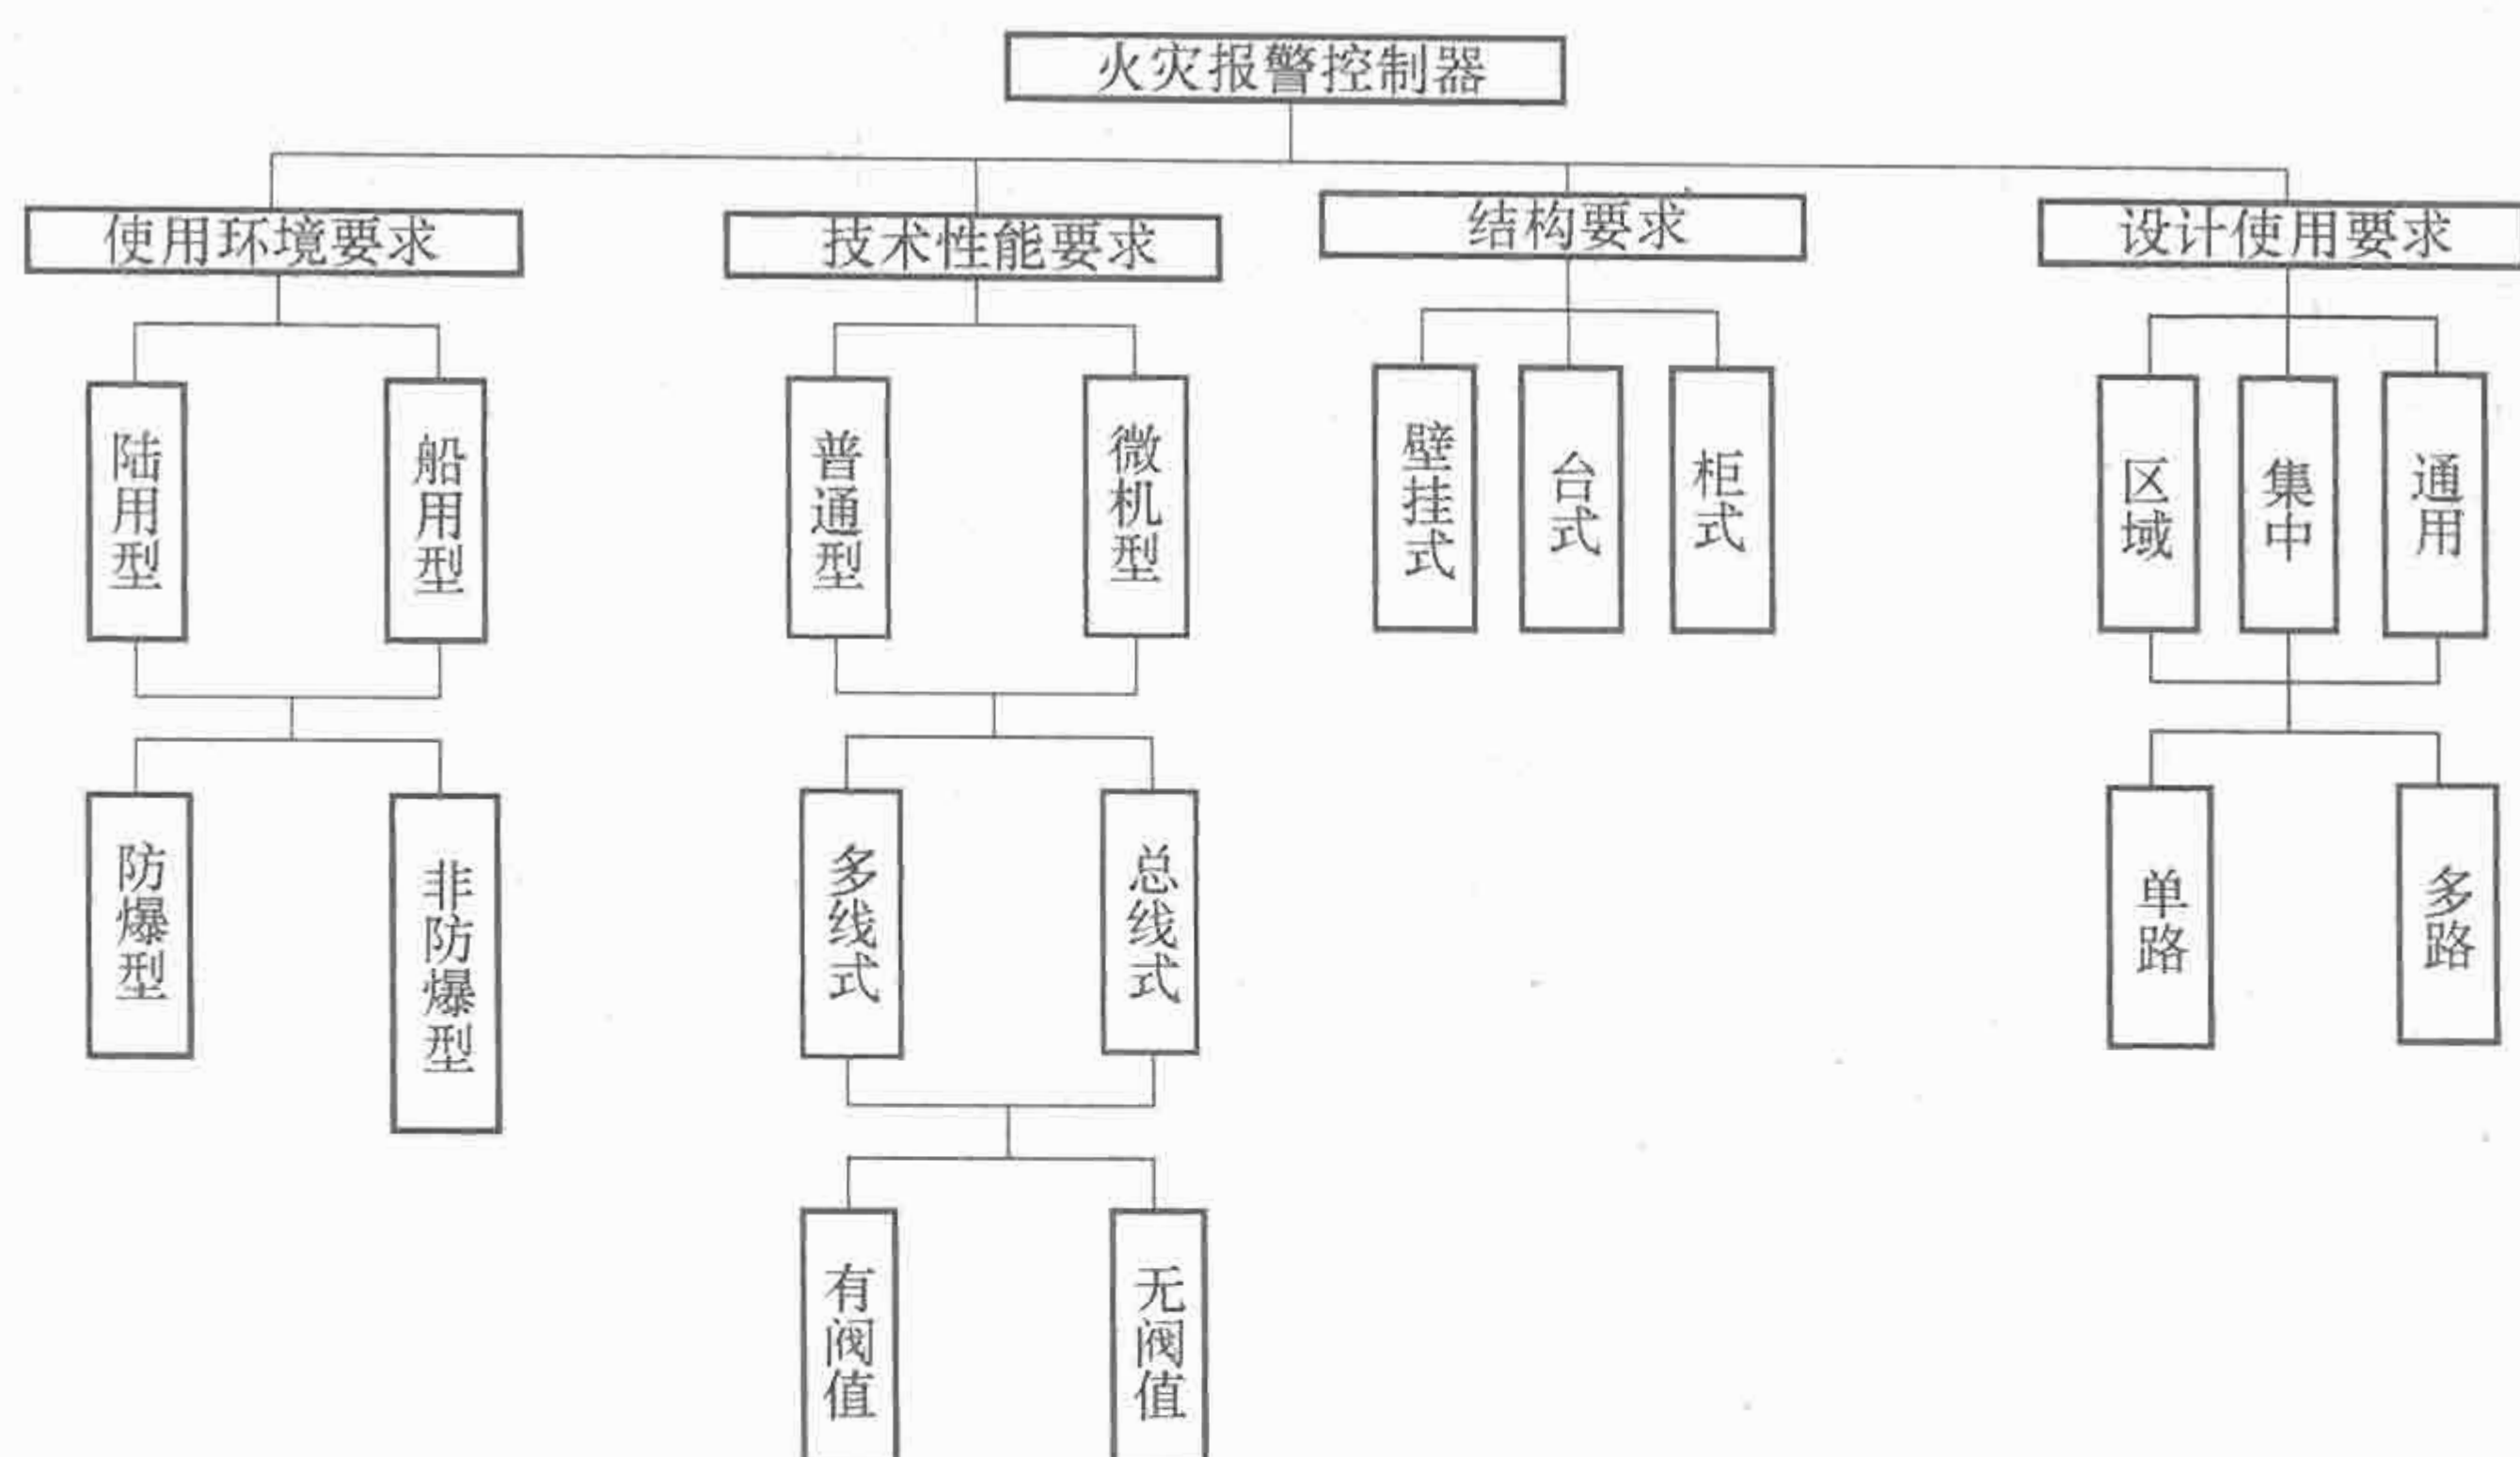 火灾报警控制器
使用环境要求
技术性能要求
结构要求
设计使用要求
陆用型
船用型
普通型
微机型
壁挂式
台式
柜式
区域
集中
通用
防爆型
非防爆型
多线式
总线式
单路
多路
有阀值
无阀值